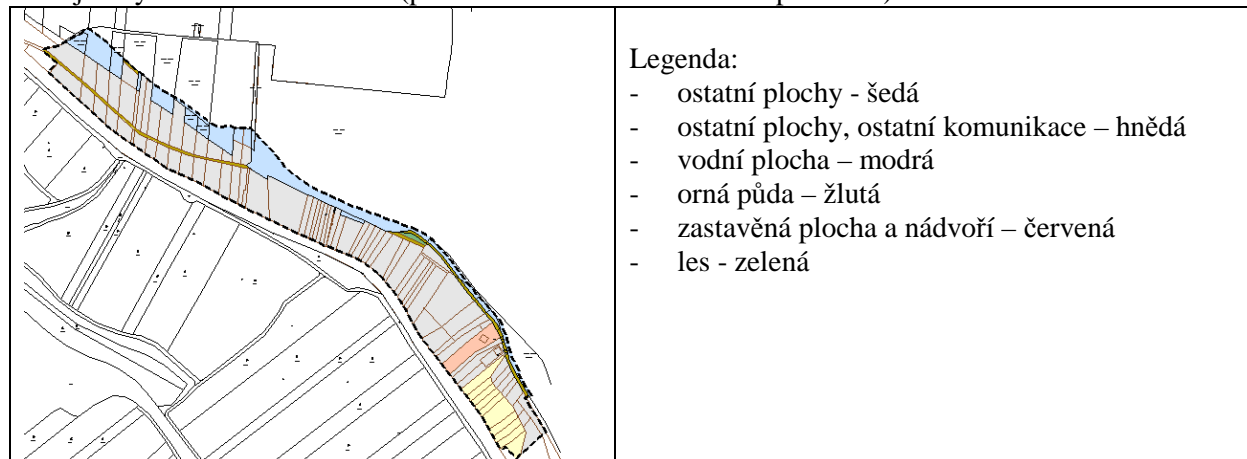 Legenda:
- ostatní plochy - šedá
- ostatní plochy, ostatní komunikace – hnědá
- vodní plocha – modrá
- orná půda – žlutá
- zastavěná plocha a nádvoří – červená
- les - zelená